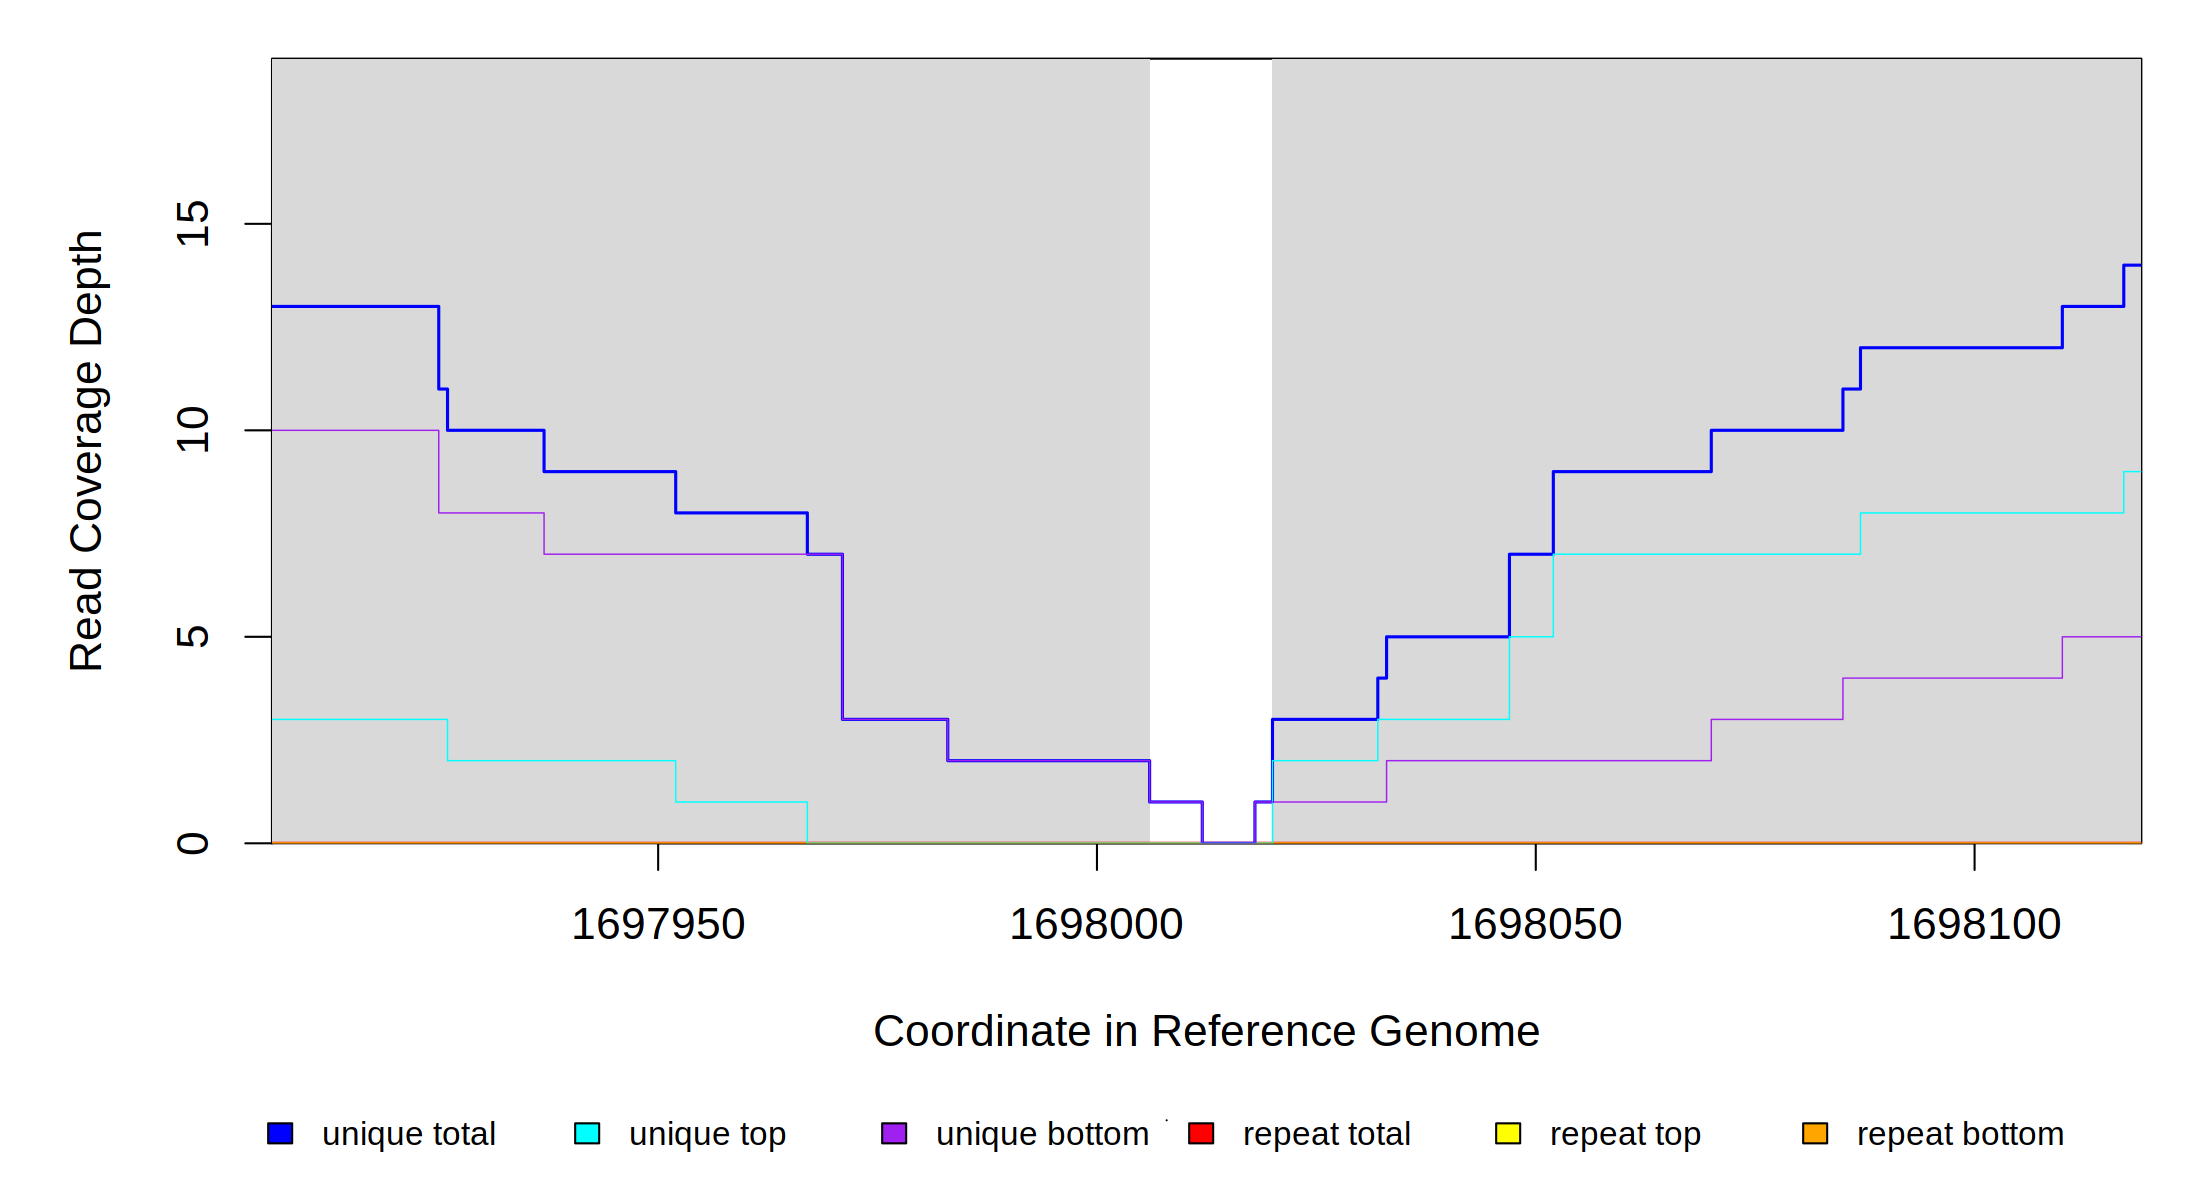 Read Coverage Depth
15
10
5
0
1697950 1698000 1698050 1698100
Coordinate in Reference Genome
unique total unique top unique bottom repeat total repeat top repeat bottom